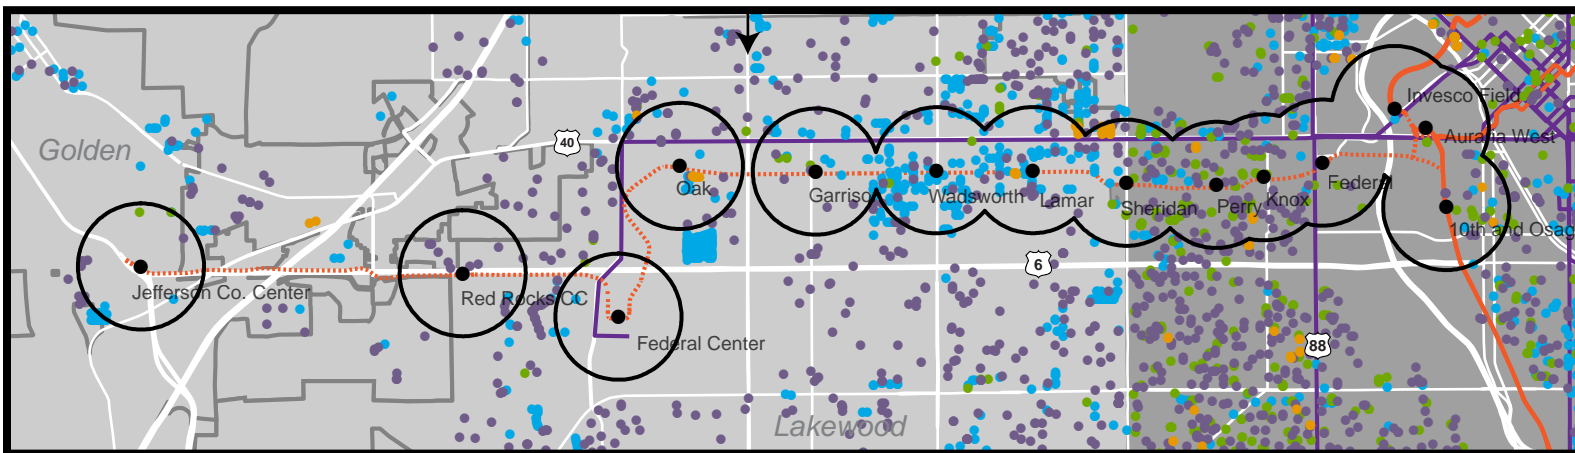 Invesco Field
Auraria West
Golden
40
Oak
Garrison
Wadsworth
Lamar
Sheridan
Perry
Knox
Federal
10th and Osag
Jefferson Co. Center
Red Rocks CC
6
Federal Center
88
Lakewood